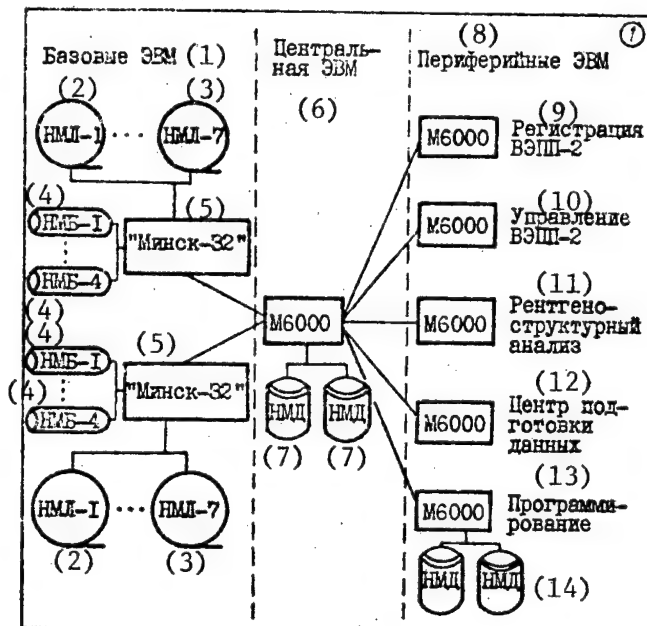 (8) ①
Базовые ЭВМ (1)
Централь-
ная ЭВМ
Периферийные ЭВМ
(2) (3)
(6)
НМЛ-1 ··· НМЛ-7
(9)
М6000 Регистрация
ВЭПП-2
(4) (5)
НМБ-1
"Минск-32"
НМБ-4
(10)
М6000 Управление
ВЭПП-2
(4)
(4)
(5)
НМБ-1
(4)
"Минск-32"
НМБ-4
М6000
НМД НМД
(7) (7)
(11)
М6000 Рентгено-
структурный
анализ
(12)
М6000 Центр под-
готовки
данных
НМЛ-1 ··· НМЛ-7
(2) (3)
(13)
М6000 Программи-
рование
НМД НМД (14)